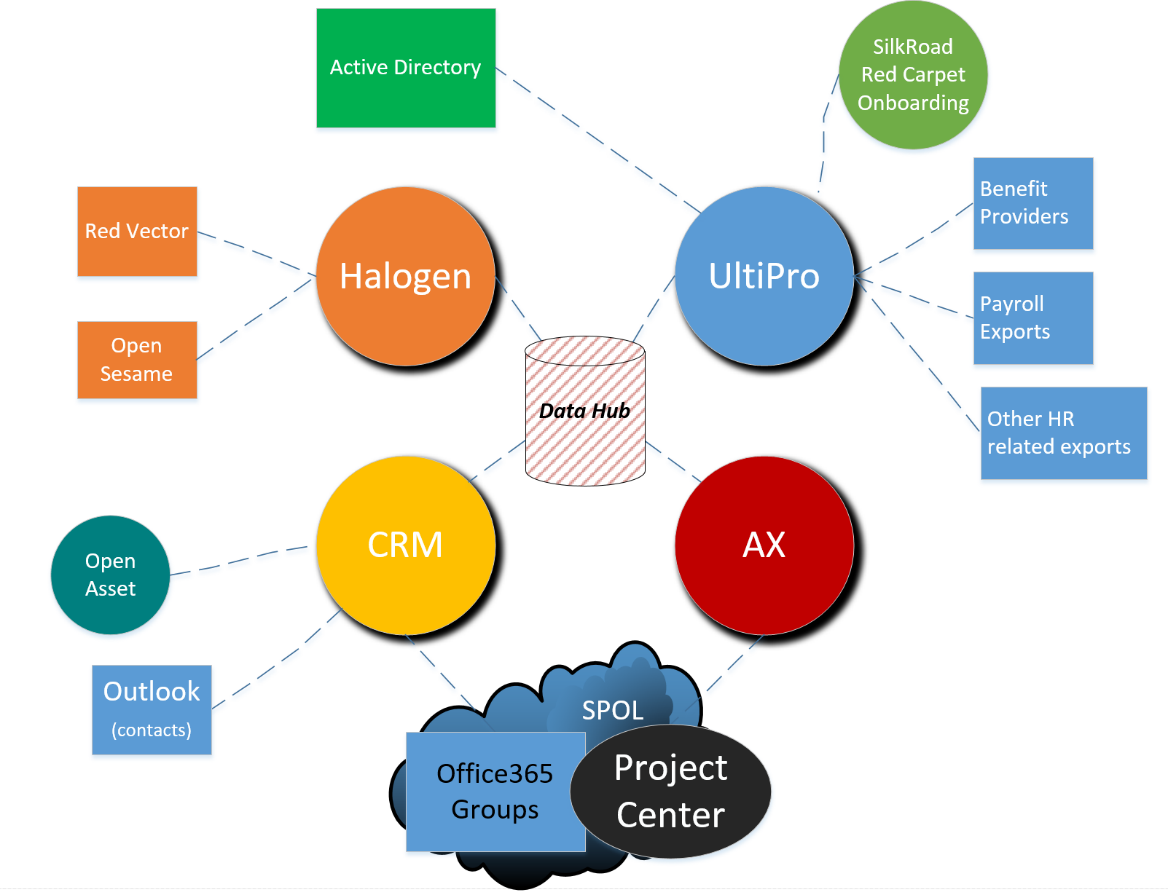 SilkRoad
Red Carpet
Onboarding
Active Directory
Benefit
Providers
Red Vector
Halogen
UltiPro
Payroll
Exports
Open
Sesame
Data Hub
Other HR
related exports
CRM
AX
Open
Asset
Outlook
(contacts)
SPOL
Office365
Groups
Project
Center